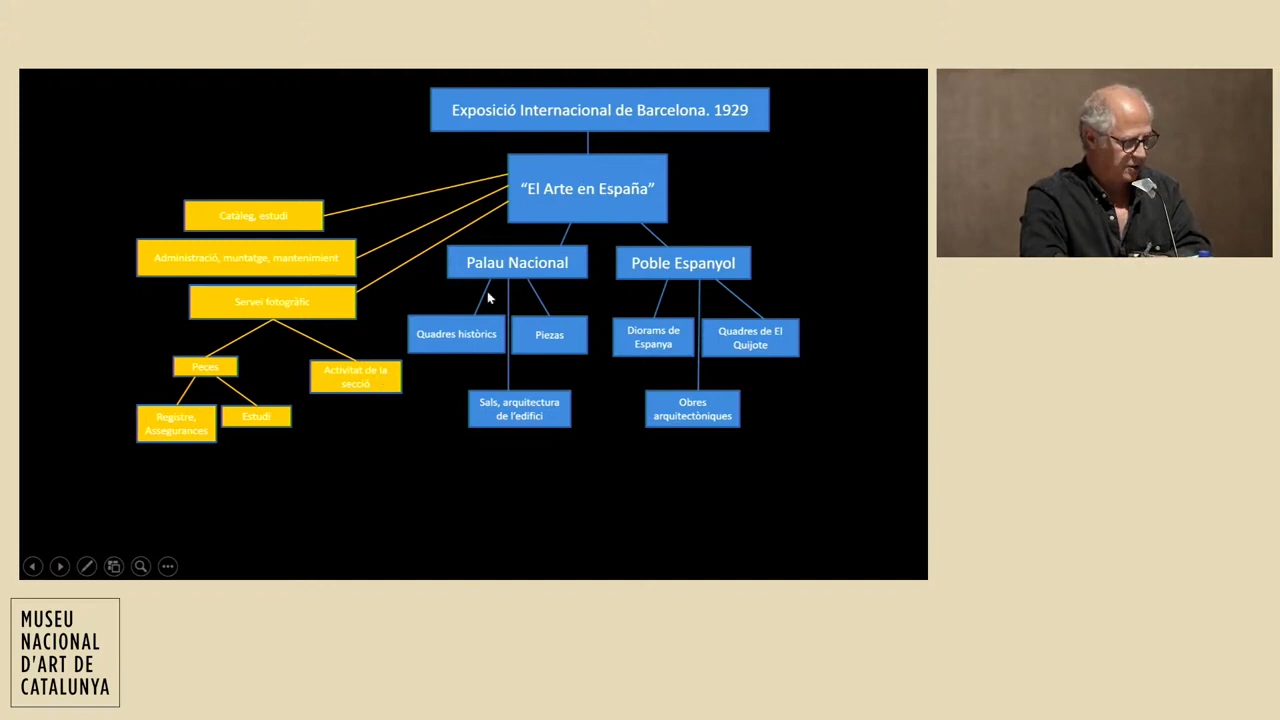 Exposició Internacional de Barcelona. 1929
“El Arte en España”
Catàleg, estudi
Administració, muntatge, mantenimient
Servei fotogràfic
Peces
Activitat de la
secció
Registre,
Assegurances
Estudi
Palau Nacional
Poble Espanyol
Quadres històrics
Piezas
Diorams de
Espanya
Quadres de El
Quijote
Sals, arquitectura
de l’edifici
Obres
arquitectòniques
MUSEU
NACIONAL
D'ART DE
CATALUNYA